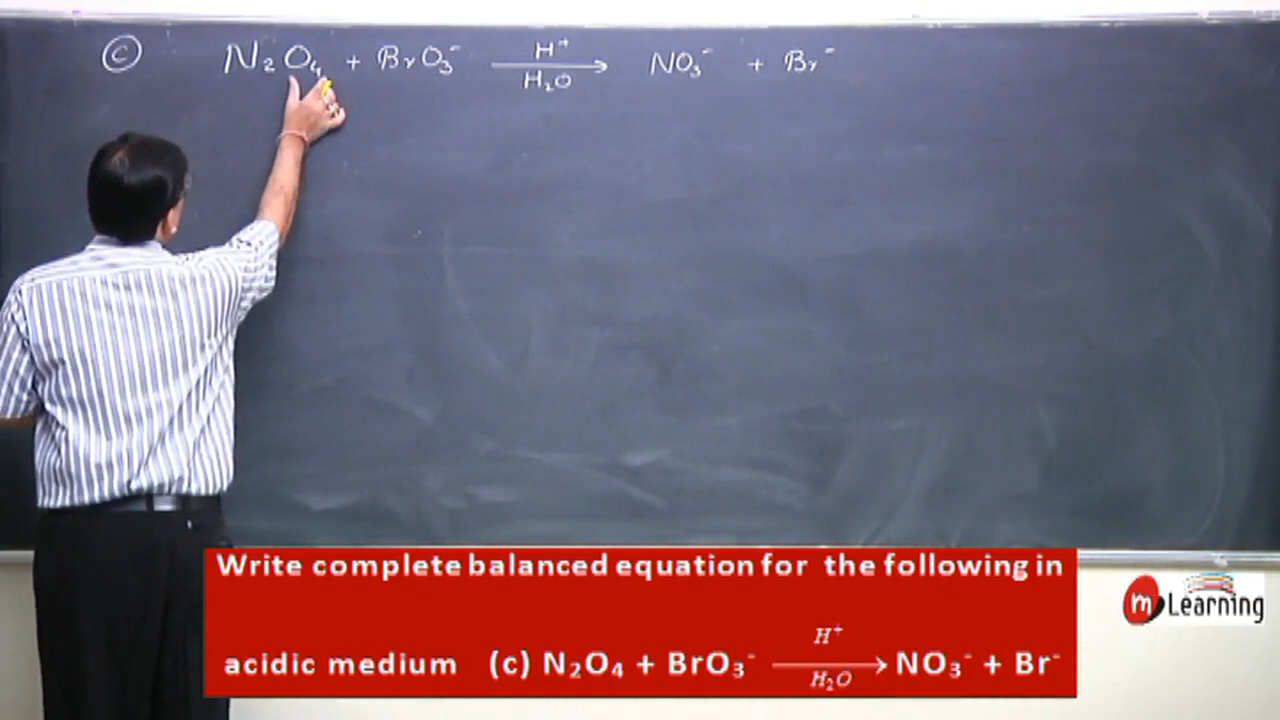 (c) N₂O₄ + BrO₃⁻ —H⁺/H₂O→ NO₃⁻ + Br⁻
Write complete balanced equation for the following in
acidic medium (c) N₂O₄ + BrO₃⁻ —H⁺/H₂O→ NO₃⁻ + Br⁻
m Learning